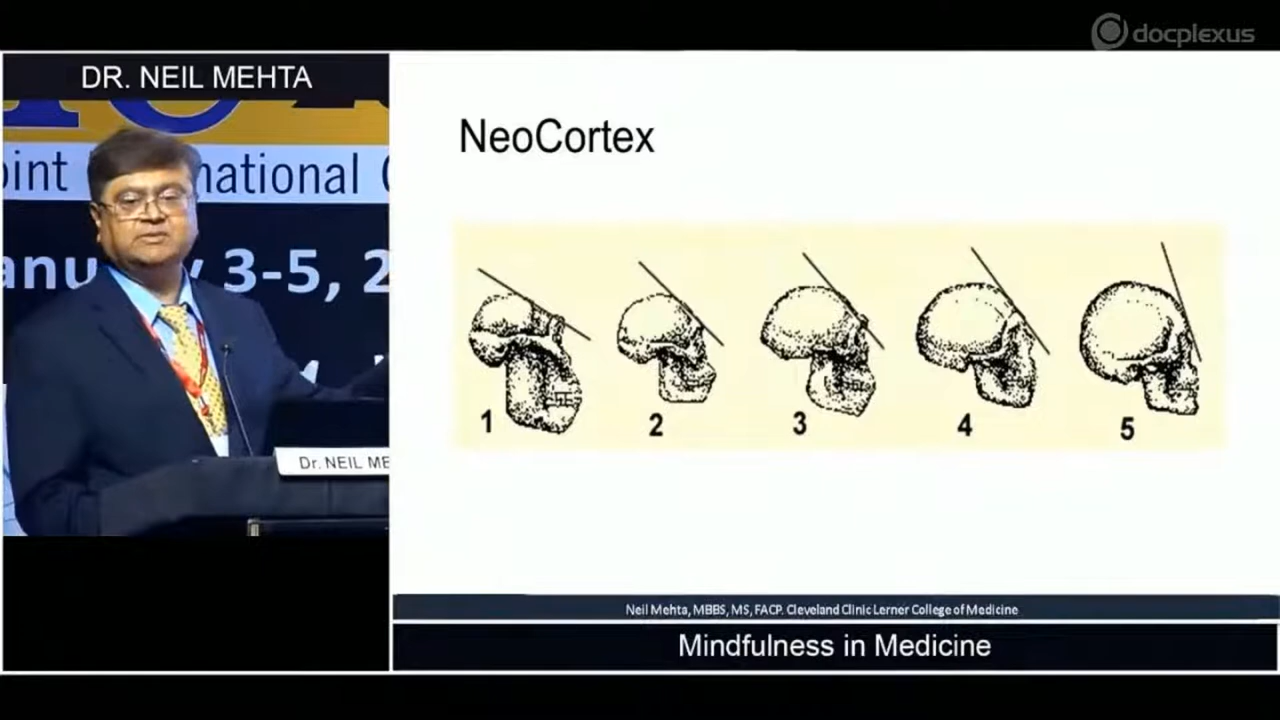 docplexus
DR. NEIL MEHTA
oint
national
anuary 3-5, 2
Dr. NEIL ME
NeoCortex
1 2 3 4 5
Neil Mehta, MBBS, MS, FACP. Cleveland Clinic Lerner College of Medicine
Mindfulness in Medicine